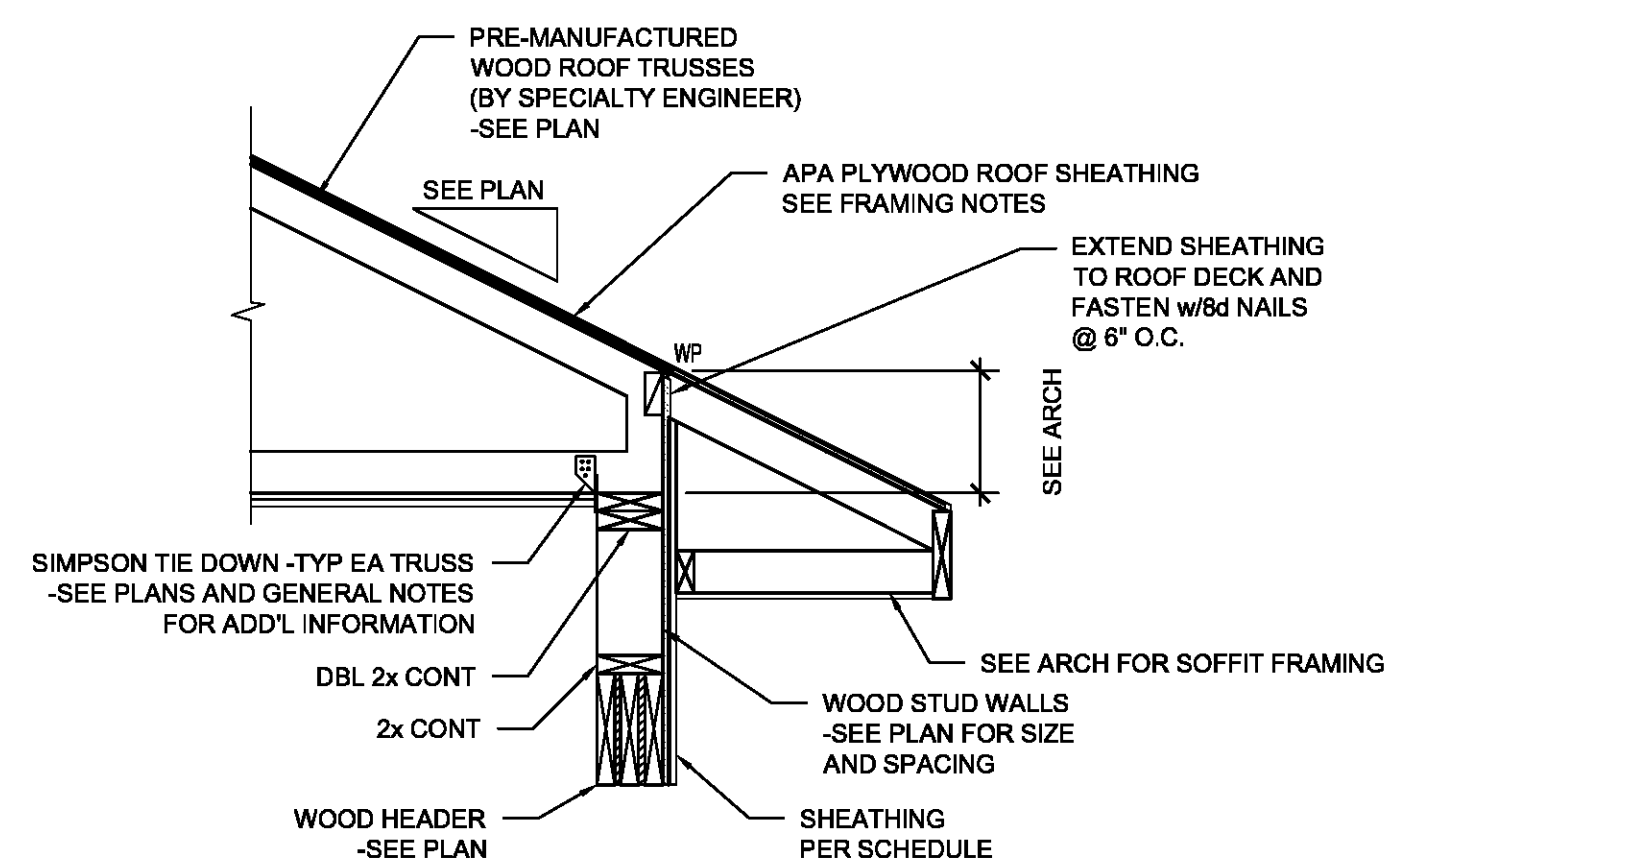 PRE-MANUFACTURED
WOOD ROOF TRUSSES
(BY SPECIALTY ENGINEER)
-SEE PLAN
SEE PLAN
APA PLYWOOD ROOF SHEATHING
SEE FRAMING NOTES
EXTEND SHEATHING
TO ROOF DECK AND
FASTEN w/8d NAILS
@ 6" O.C.
WP
SEE ARCH
SIMPSON TIE DOWN -TYP EA TRUSS
-SEE PLANS AND GENERAL NOTES
FOR ADD'L INFORMATION
DBL 2x CONT
2x CONT
WOOD HEADER
-SEE PLAN
SEE ARCH FOR SOFFIT FRAMING
WOOD STUD WALLS
-SEE PLAN FOR SIZE
AND SPACING
SHEATHING
PER SCHEDULE